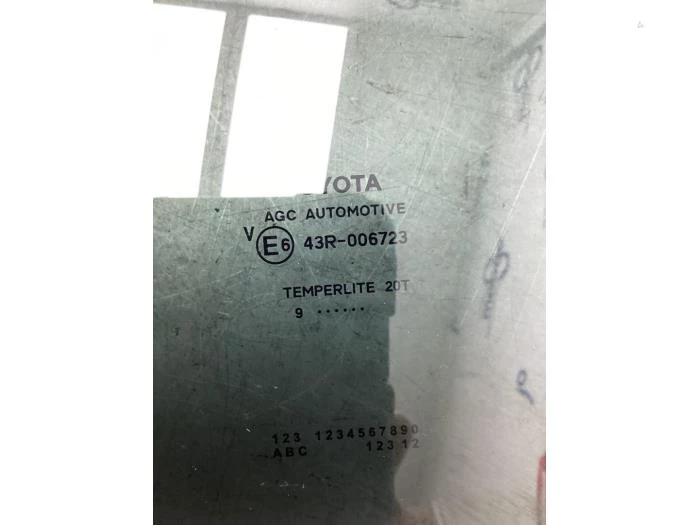 YOTA
AGC AUTOMOTIVE
V E6 43R-006723
TEMPERLITE 20T
9 ······
123 1234567890
ABC 12312